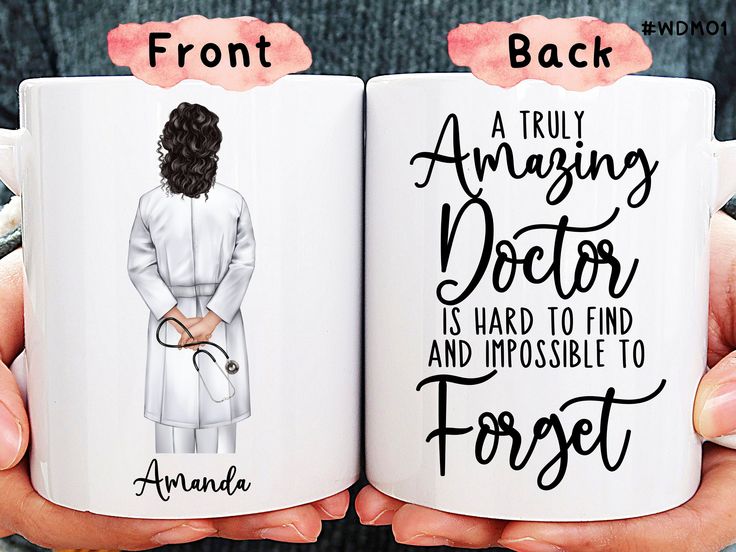 Front
Back
#WDM01
A TRULY
Amazing
Doctor
IS HARD TO FIND
AND IMPOSSIBLE TO
Forget
Amanda